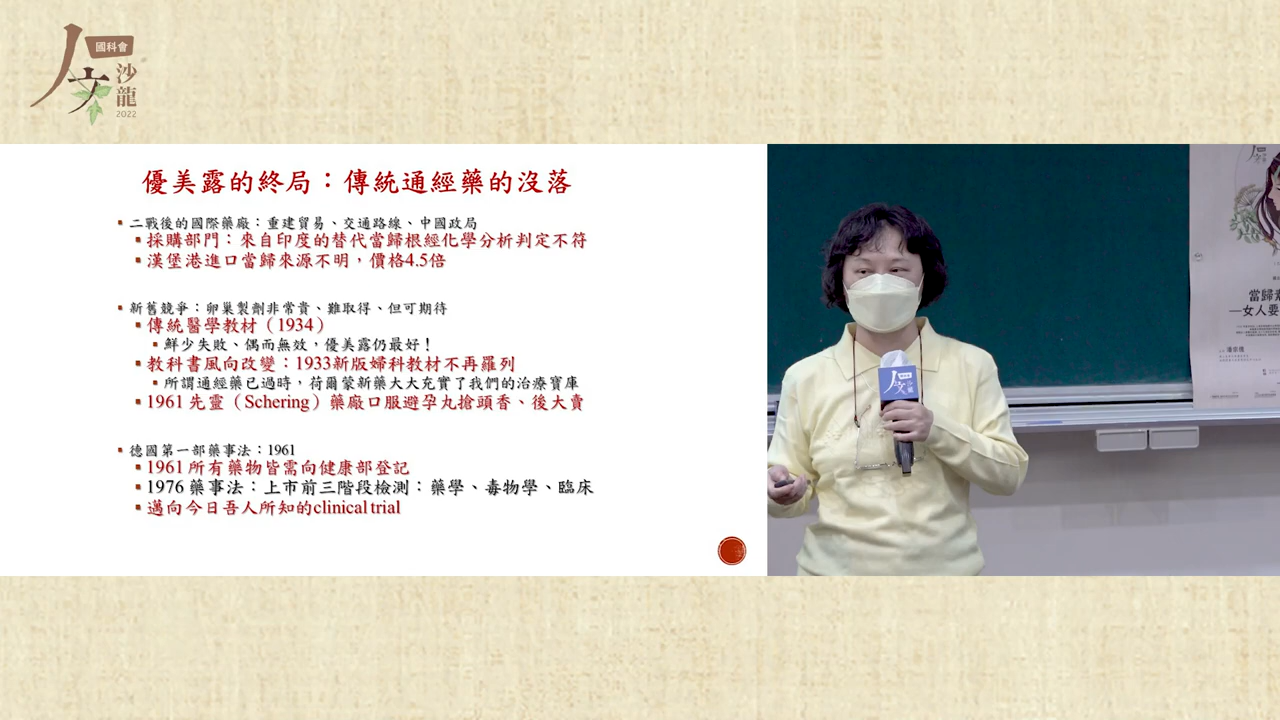 國科會
人文
沙龍
2022
優美露的終局：傳統通經藥的沒落
二戰後的國際藥廠：重建貿易、交通路線、中國政局
採購部門：來自印度的替代當歸根經化學分析判定不符
漢堡港進口當歸來源不明，價格4.5倍
新舊競爭：卵巢製劑非常貴、難取得、但可期待
傳統醫學教材（1934）
鮮少失敗、偶而無效，優美露仍最好！
教科書風向改變：1933新版婦科教材不再羅列
所謂通經藥已過時，荷爾蒙新藥大大充實了我們的治療寶庫
1961 先靈（Schering）藥廠口服避孕丸搶頭香、後大賣
德國第一部藥事法：1961
1961 所有藥物皆需向健康部登記
1976 藥事法：上市前三階段檢測：藥學、毒物學、臨床
邁向今日吾人所知的clinical trial
人文
沙龍
當歸
—女人要